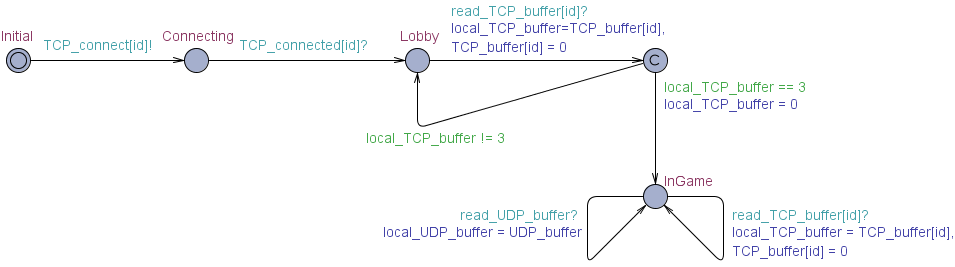 Initial
TCP_connect[id]!
Connecting
TCP_connected[id]?
Lobby
read_TCP_buffer[id]?
local_TCP_buffer=TCP_buffer[id],
TCP_buffer[id] = 0
C
local_TCP_buffer != 3
local_TCP_buffer == 3
local_TCP_buffer = 0
InGame
read_UDP_buffer?
local_UDP_buffer = UDP_buffer
read_TCP_buffer[id]?
local_TCP_buffer = TCP_buffer[id],
TCP_buffer[id] = 0